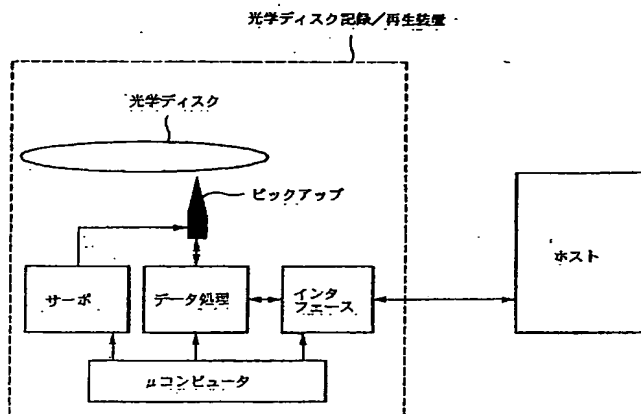 光学ディスク記録／再生装置
光学ディスク
ピックアップ
サーボ
データ処理
インタ
フェース
ホスト
μコンピュータ